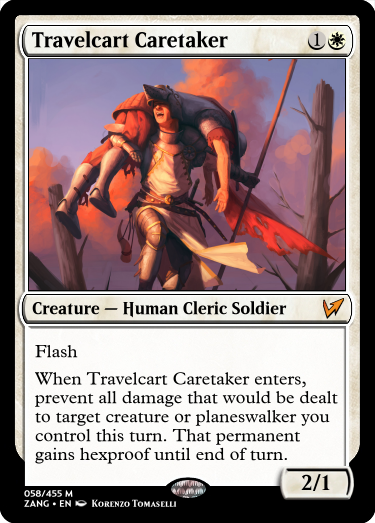 Travelcart Caretaker 1
Creature — Human Cleric Soldier
Flash
When Travelcart Caretaker enters,
prevent all damage that would be dealt
to target creature or planeswalker you
control this turn. That permanent
gains hexproof until end of turn.
2/1
058/455 M
ZANG • EN Korenzo Tomaselli